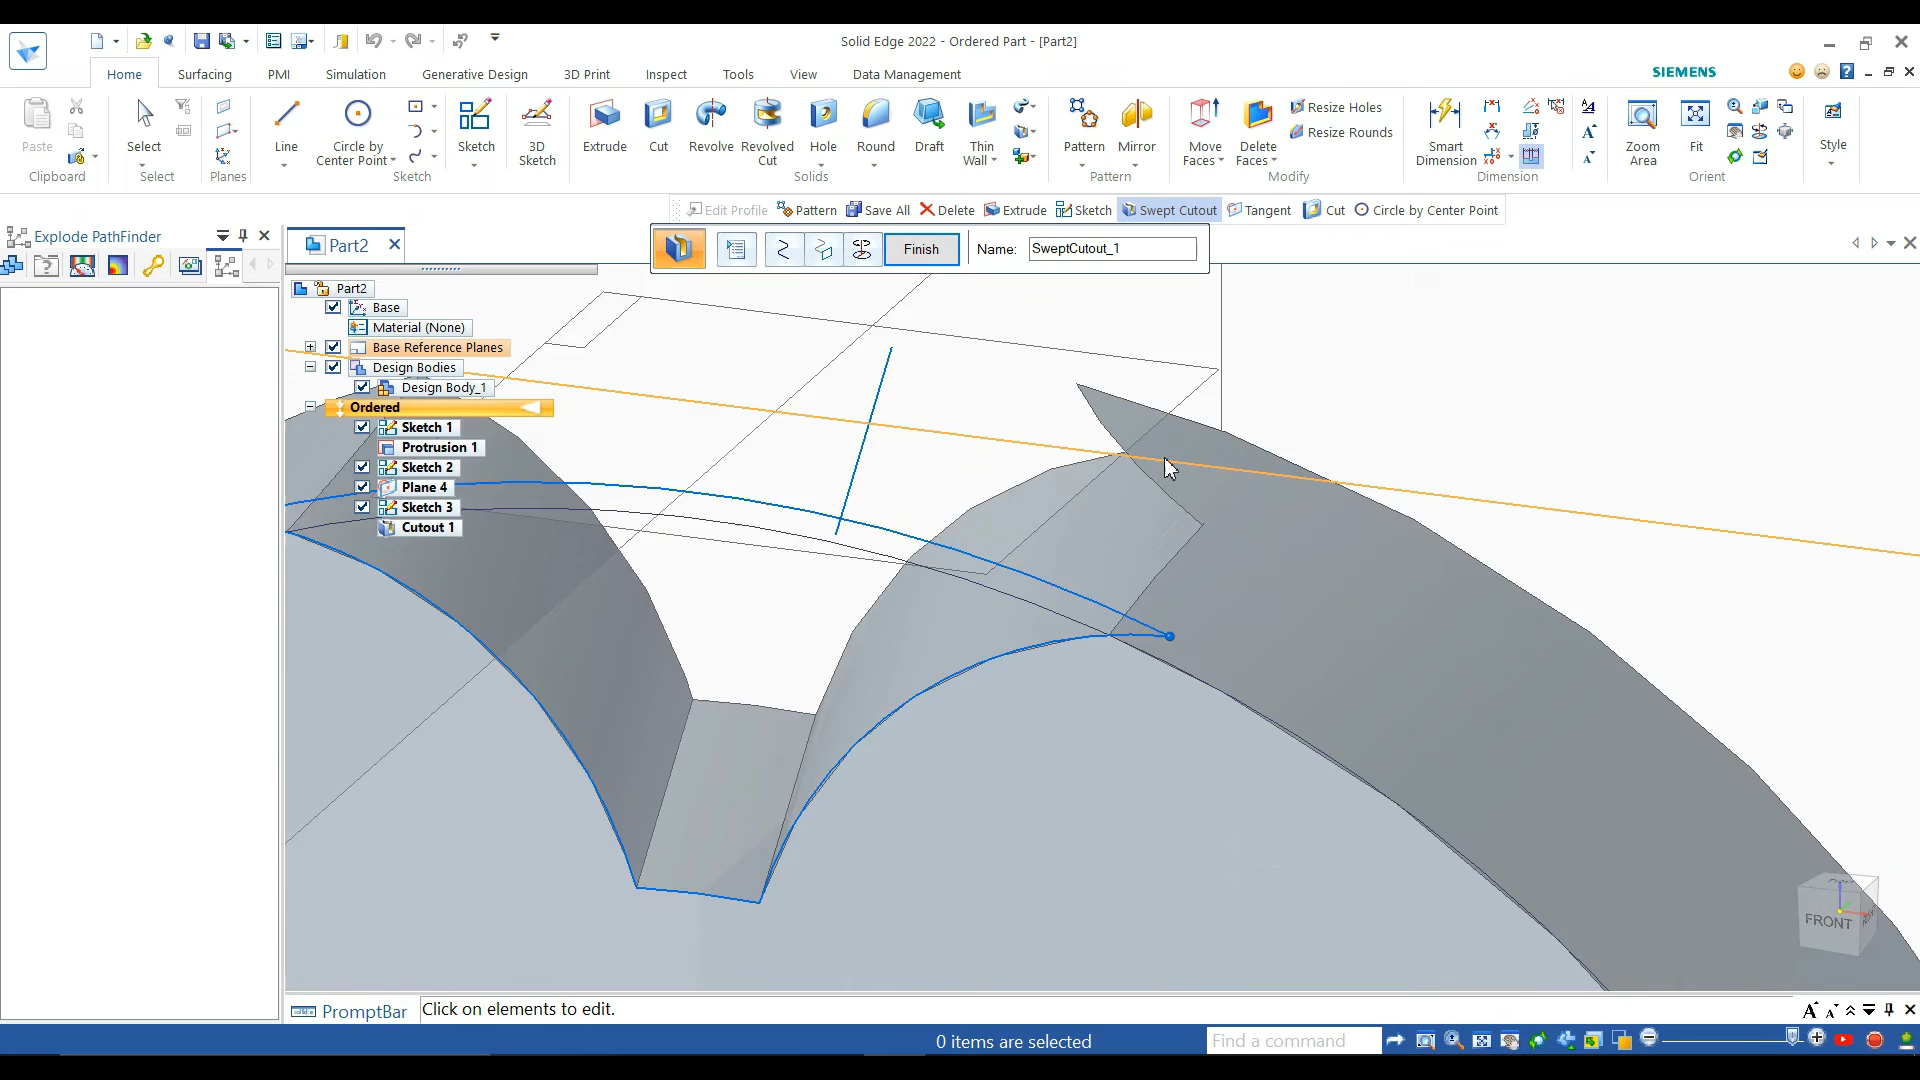 Solid Edge 2022 - Ordered Part - [Part2]
Home
Surfacing
PMI
Simulation
Generative Design
3D Print
Inspect
Tools
View
Data Management
SIEMENS
Paste
Clipboard
Select
Select
Planes
Line
Circle by
Center Point
Sketch
Sketch
3D
Sketch
Extrude
Cut
Revolve
Revolved
Cut
Hole
Round
Draft
Thin
Wall
Solids
Pattern
Mirror
Pattern
Move
Faces
Delete
Faces
Resize Holes
Resize Rounds
Modify
Smart
Dimension
Dimension
Zoom
Area
Fit
Orient
Style
Edit Profile
Pattern
Save All
Delete
Extrude
Sketch
Swept Cutout
Tangent
Cut
Circle by Center Point
Explode PathFinder
Part2
Finish
Name:
SweptCutout_1
Part2
Base
Material (None)
Base Reference Planes
Design Bodies
Design Body_1
Ordered
Sketch 1
Protrusion 1
Sketch 2
Plane 4
Sketch 3
Cutout 1
FRONT
PromptBar
Click on elements to edit.
0 items are selected
Find a command